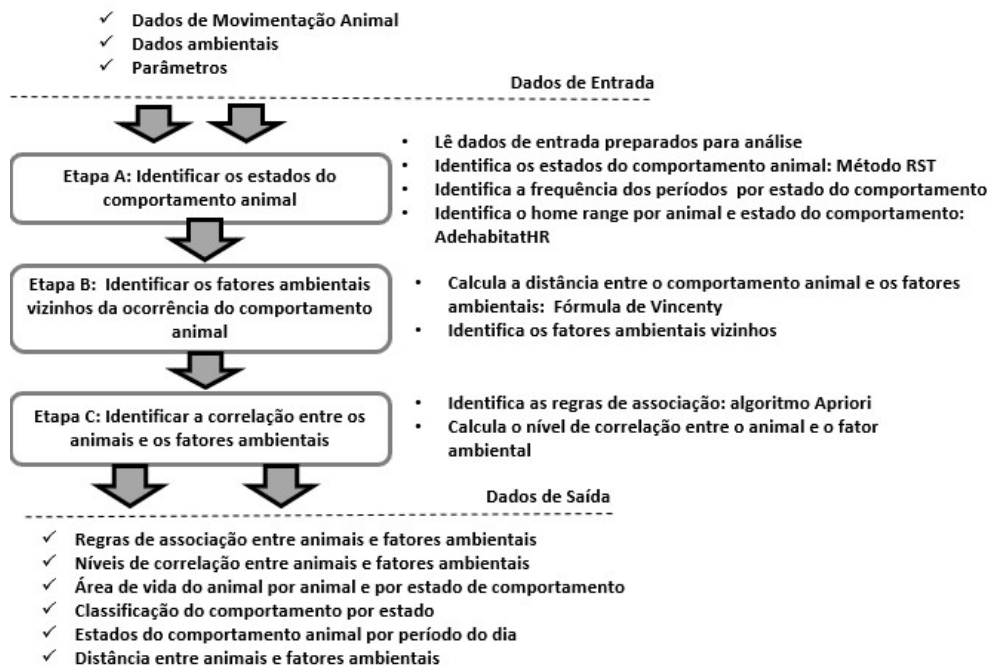 ✓ Dados de Movimentação Animal
✓ Dados ambientais
✓ Parâmetros
Dados de Entrada
Etapa A: Identificar os estados do
comportamento animal
• Lê dados de entrada preparados para análise
• Identifica os estados do comportamento animal: Método RST
• Identifica a frequência dos períodos por estado do comportamento
• Identifica o home range por animal e estado do comportamento:
AdehabitatHR
Etapa B: Identificar os fatores ambientais
vizinhos da ocorrência do comportamento
animal
• Calcula a distância entre o comportamento animal e os fatores
ambientais: Fórmula de Vincenty
• Identifica os fatores ambientais vizinhos
Etapa C: Identificar a correlação entre os
animais e os fatores ambientais
• Identifica as regras de associação: algoritmo Apriori
• Calcula o nível de correlação entre o animal e o fator
ambiental
Dados de Saída
✓ Regras de associação entre animais e fatores ambientais
✓ Níveis de correlação entre animais e fatores ambientais
✓ Área de vida do animal por animal e por estado de comportamento
✓ Classificação do comportamento por estado
✓ Estados do comportamento animal por período do dia
✓ Distância entre animais e fatores ambientais